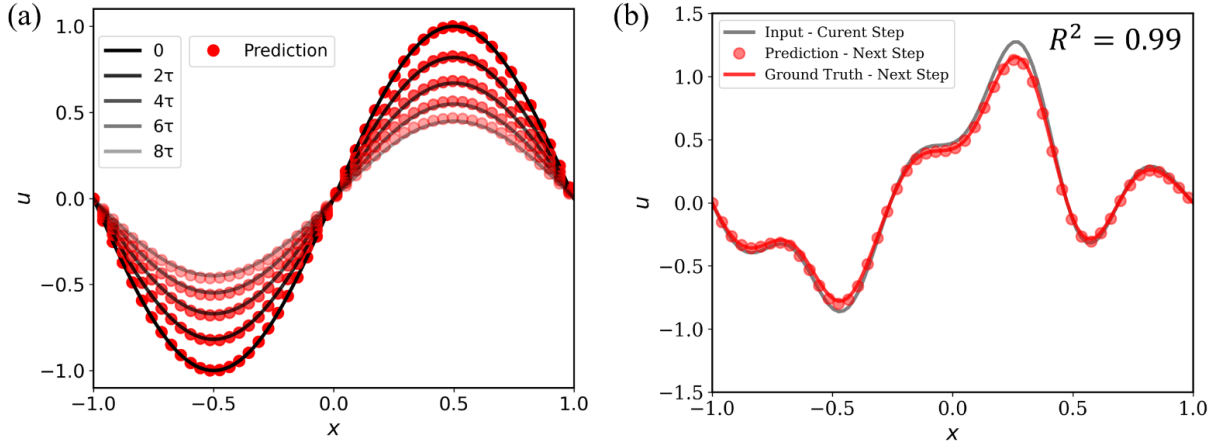 (a)
1.0
0.5
0.0
−0.5
−1.0
u
0
2τ
4τ
6τ
8τ
Prediction
−1.0 −0.5 0.0 0.5 1.0
x
(b)
1.5
1.0
0.5
0.0
−0.5
−1.0
−1.5
u
Input - Curent Step
Prediction - Next Step
Ground Truth - Next Step
R² = 0.99
−1.0 −0.5 0.0 0.5 1.0
x